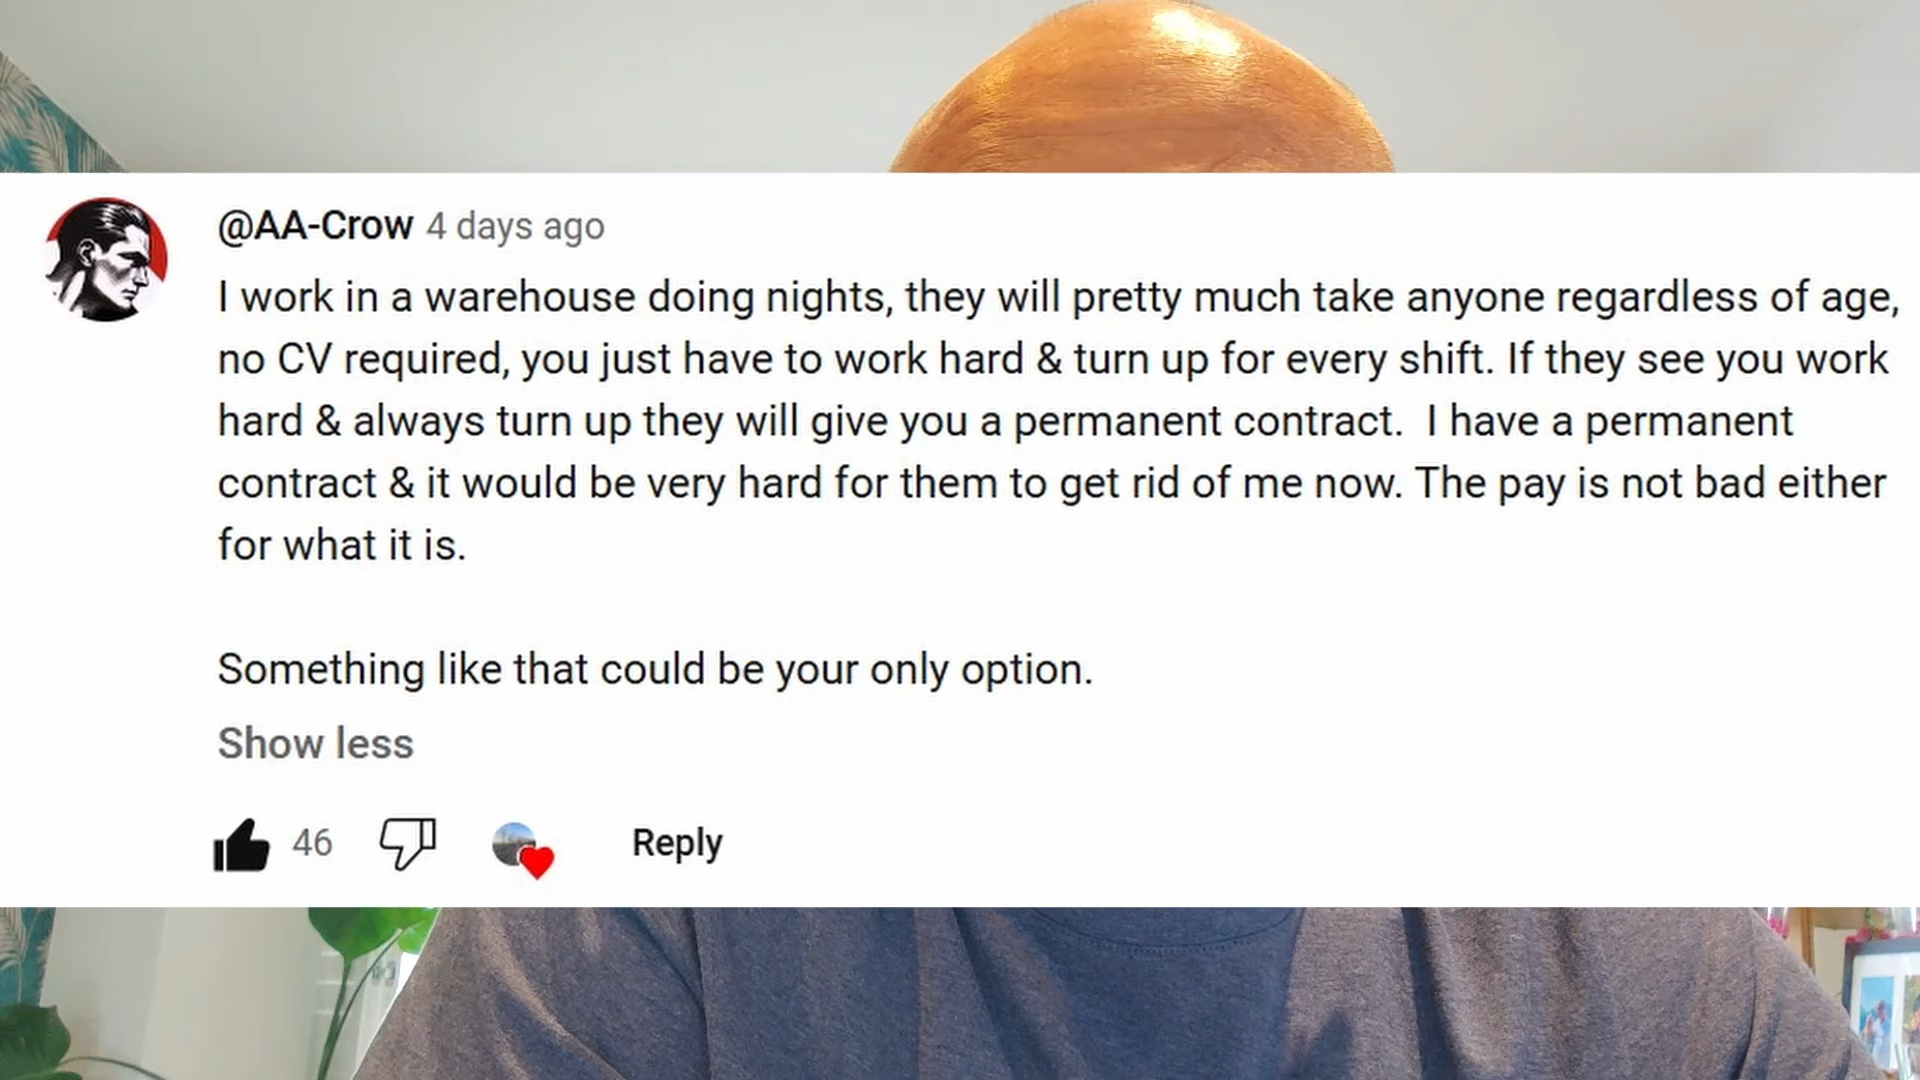 @AA-Crow 4 days ago
I work in a warehouse doing nights, they will pretty much take anyone regardless of age,
no CV required, you just have to work hard & turn up for every shift. If they see you work
hard & always turn up they will give you a permanent contract.  I have a permanent
contract & it would be very hard for them to get rid of me now. The pay is not bad either
for what it is.
Something like that could be your only option.
Show less
46 Reply